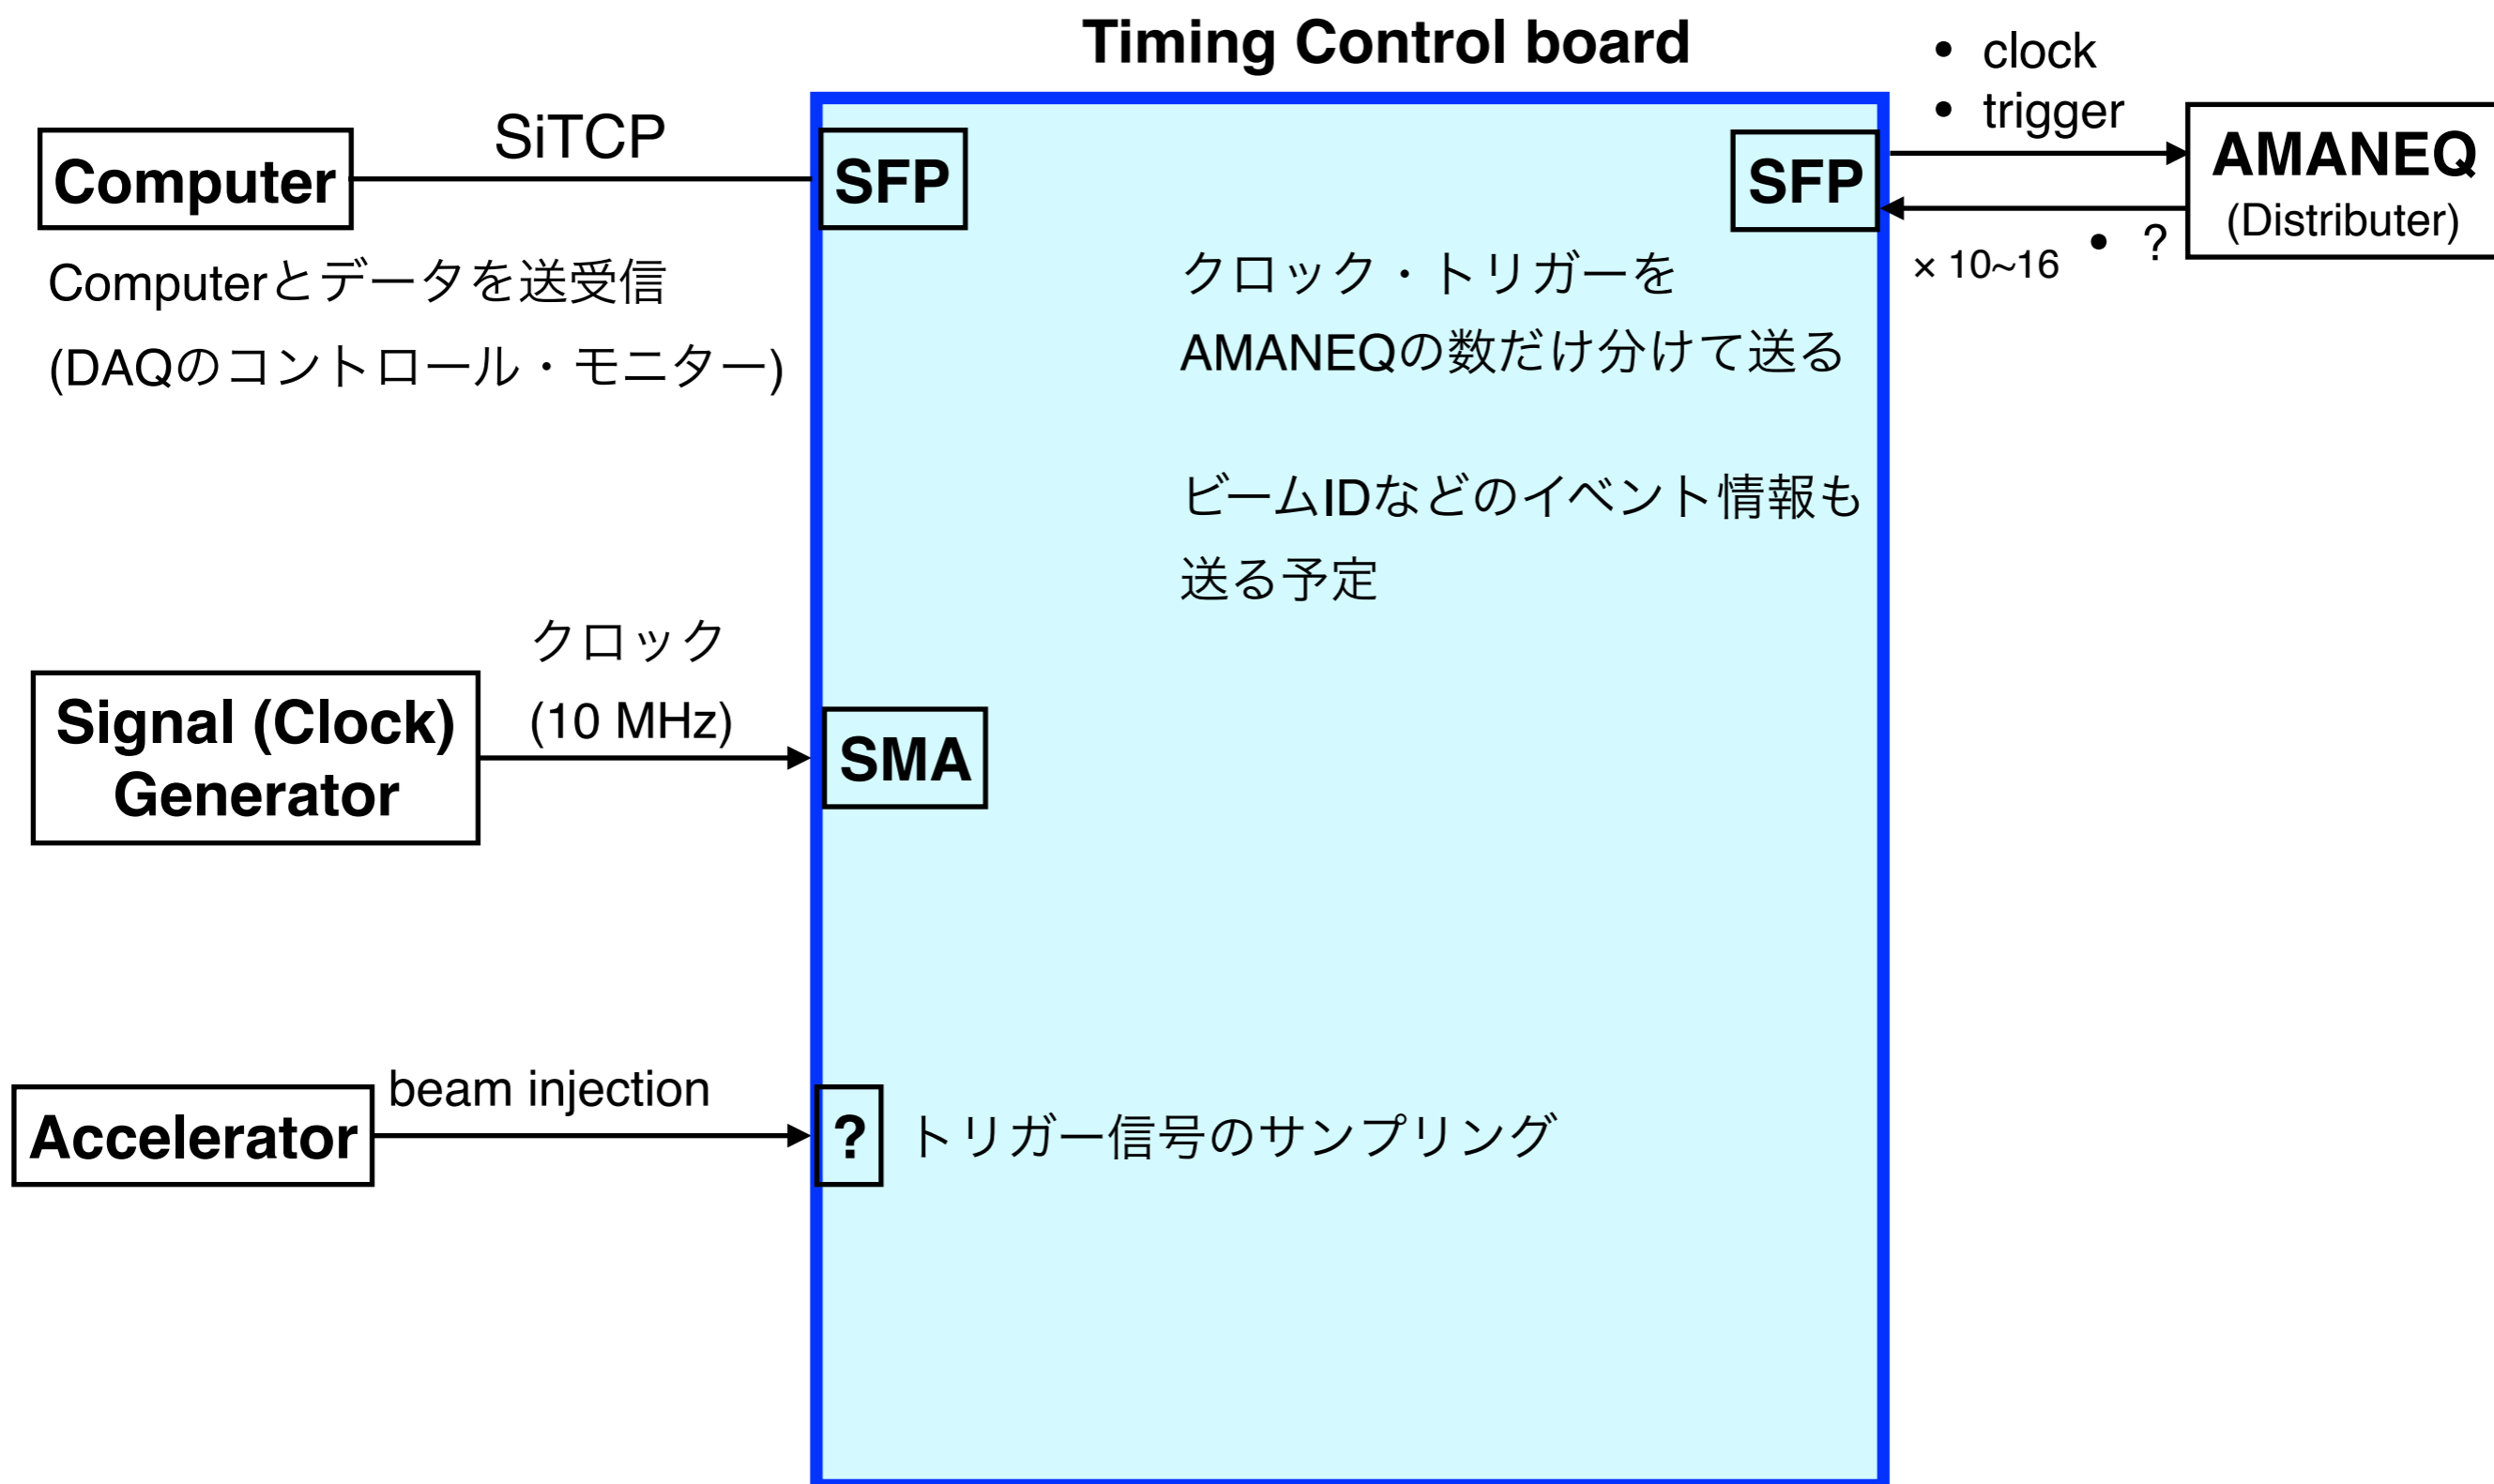 Timing Control board
Computer
SiTCP
SFP
Computerとデータを送受信
(DAQのコントロール・モニター)
SFP
• clock
• trigger
AMANEQ
(Distributer)
× 10~16
• ?
クロック・トリガーを
AMANEQの数だけ分けて送る
ビームIDなどのイベント情報も
送る予定
Signal (Clock)
Generator
クロック
(10 MHz)
SMA
Accelerator
beam injection
?
トリガー信号のサンプリング